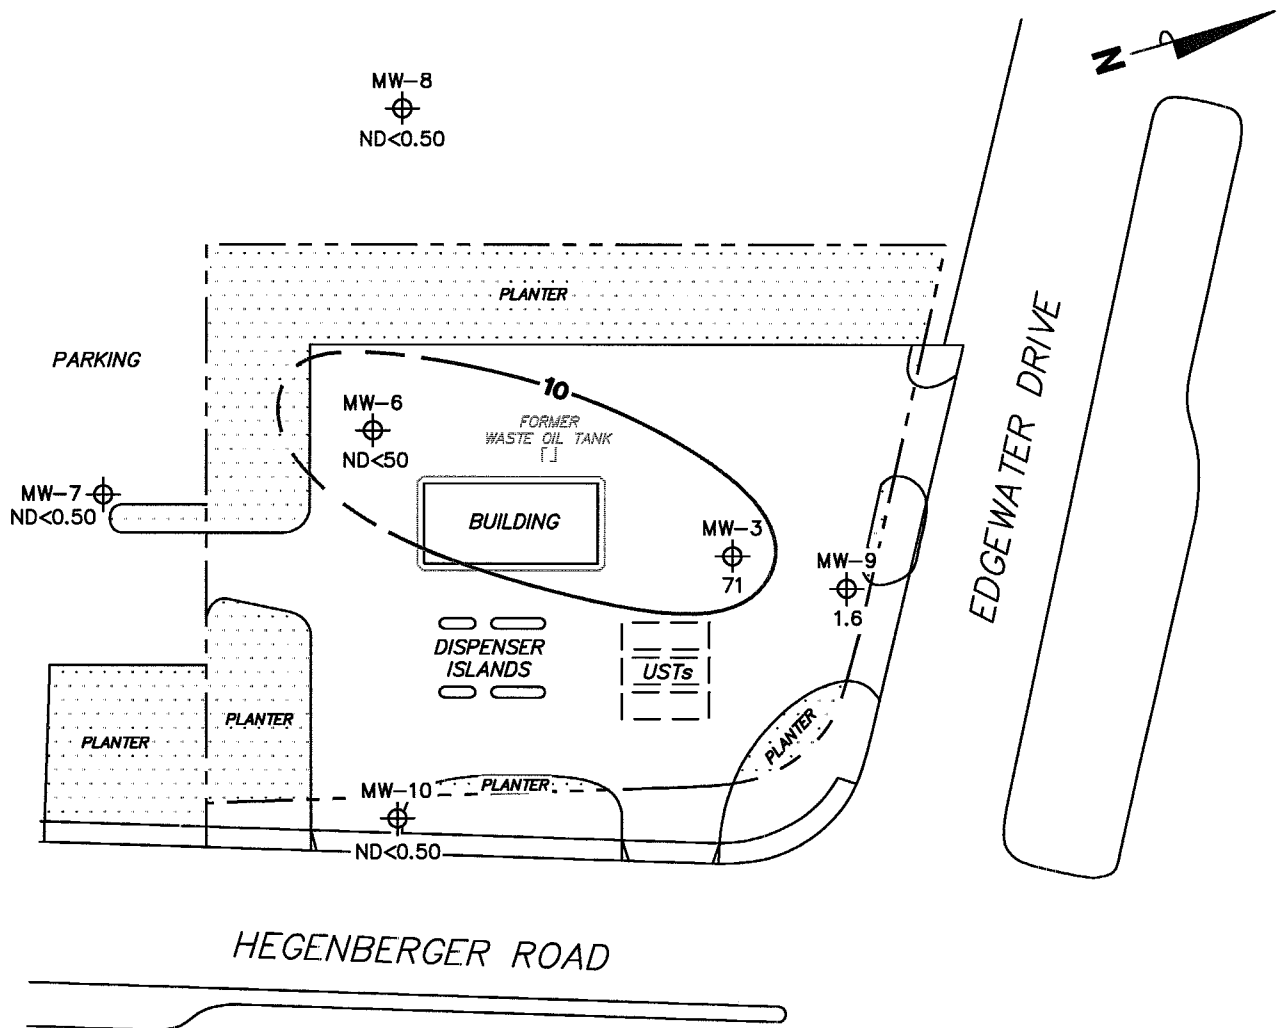 N
MW-8
ND<0.50
PLANTER
PARKING
EDGEWATER DRIVE
10
MW-6
ND<50
FORMER
WASTE OIL TANK
MW-7
ND<0.50
BUILDING
MW-3
71
MW-9
1.6
DISPENSER
ISLANDS
USTs
PLANTER
PLANTER
PLANTER
PLANTER
MW-10
ND<0.50
HEGENBERGER ROAD